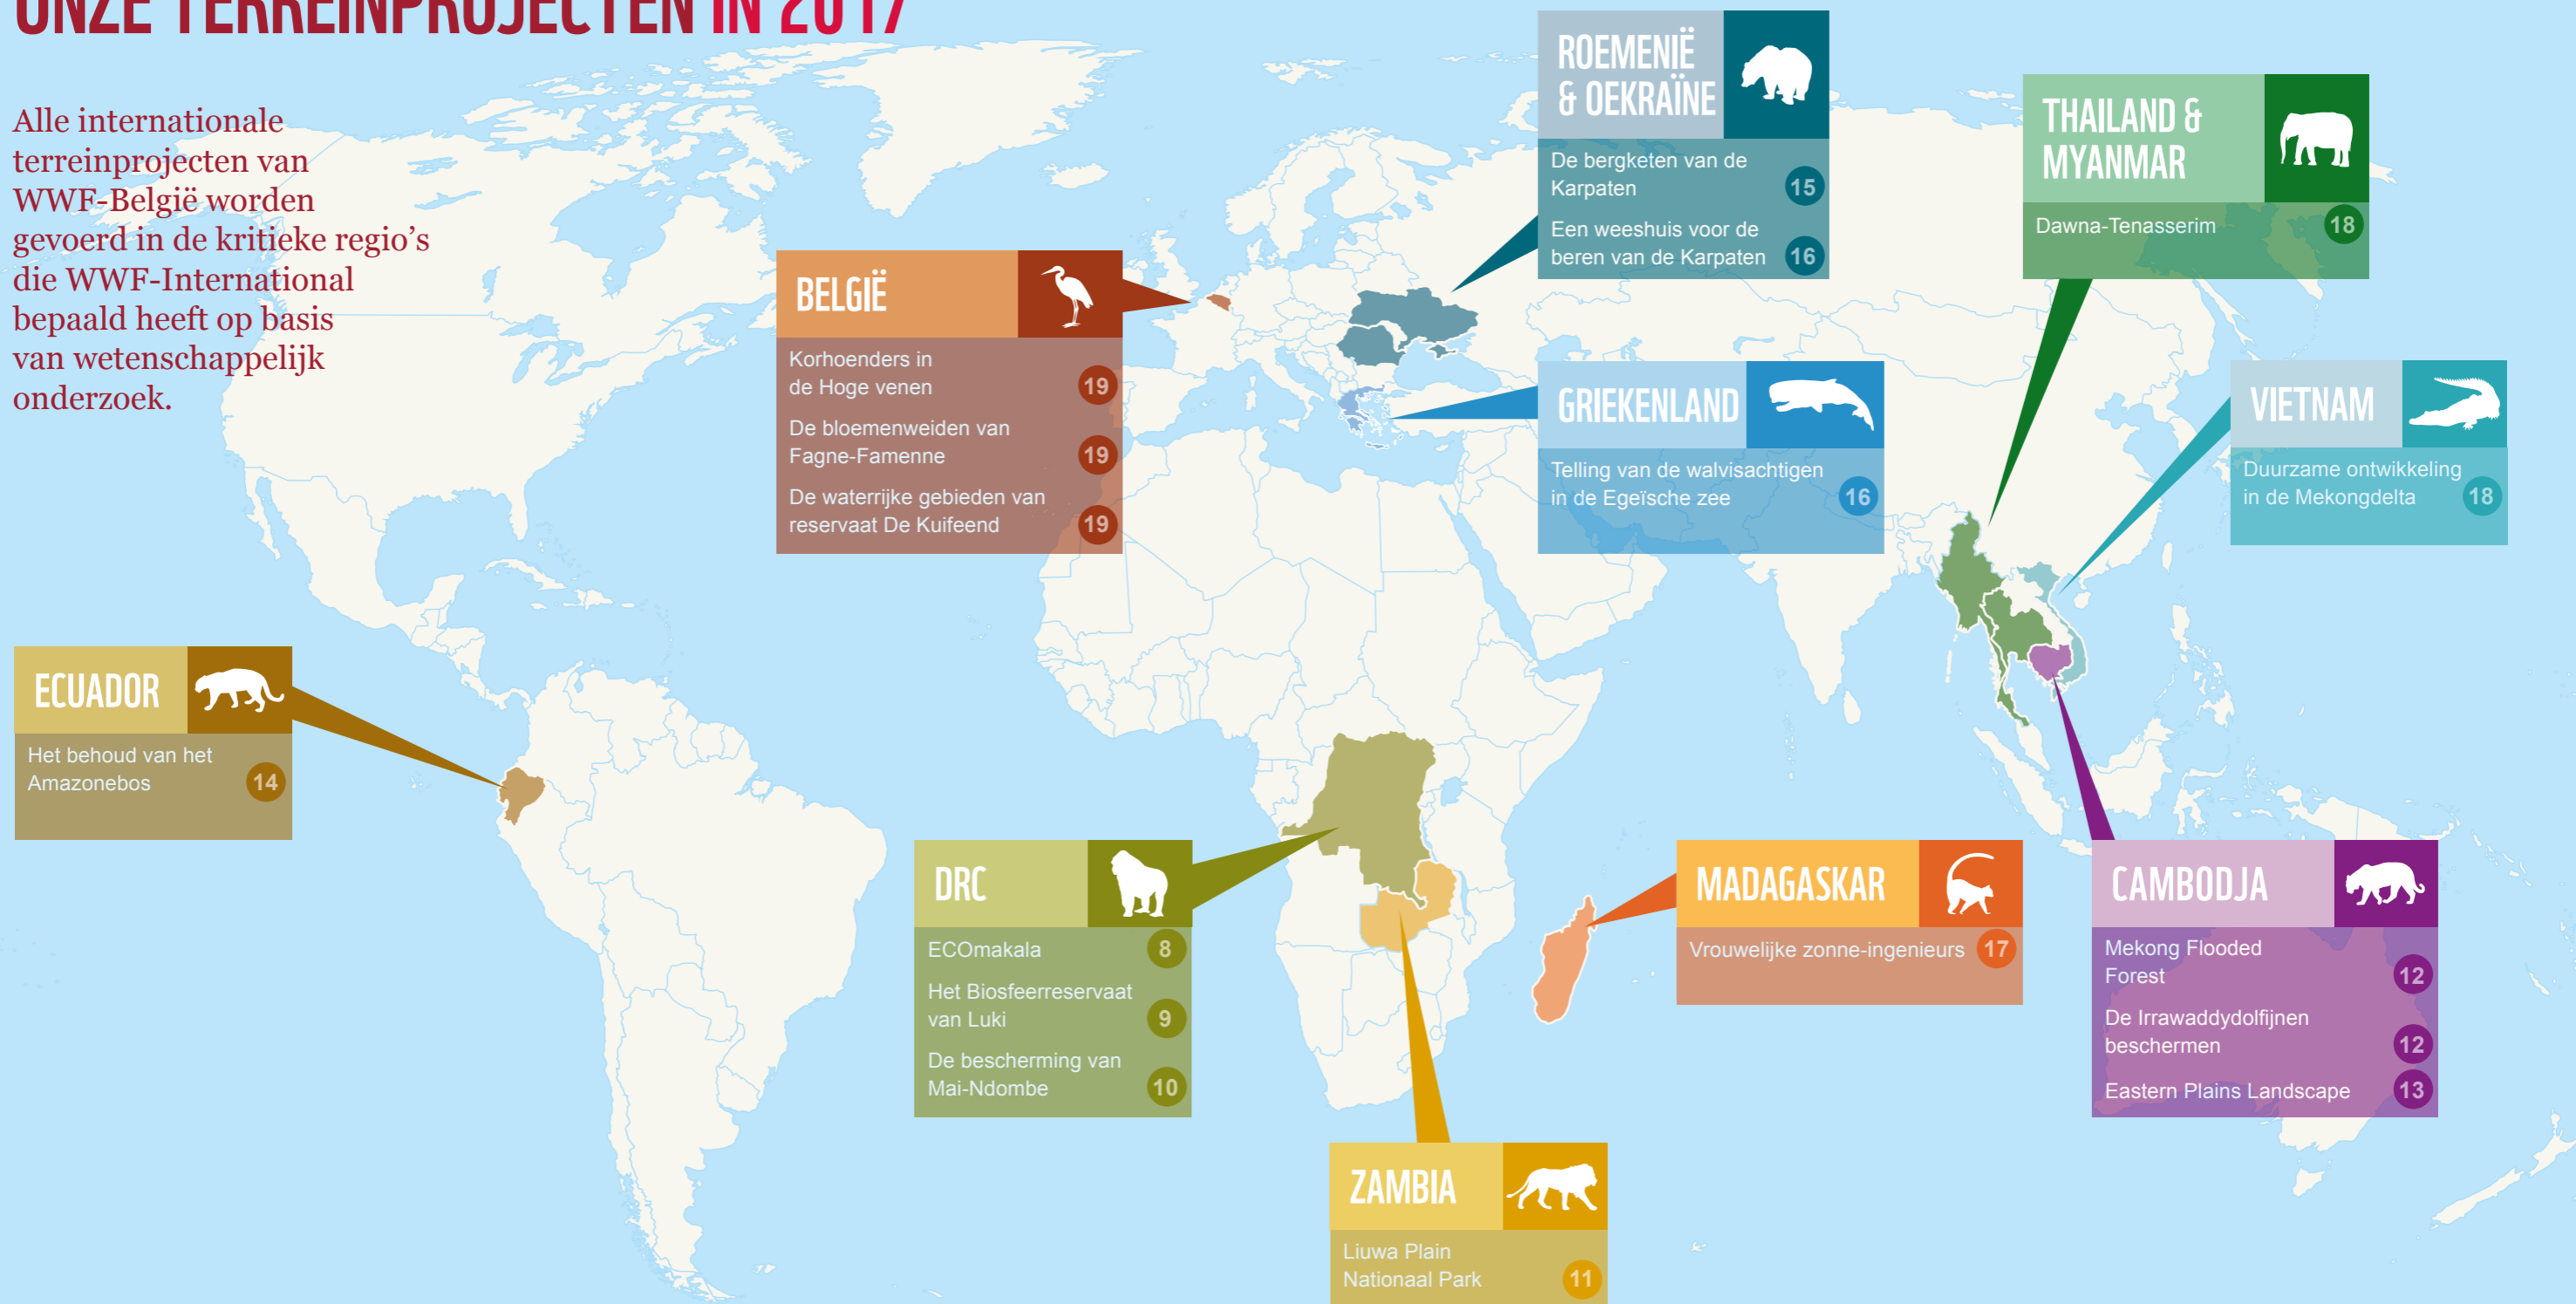 ONZE TERREINPROJECTEN IN 2017
Alle internationale
terreinprojecten van
WWF-België worden
gevoerd in de kritieke regio's
die WWF-International
bepaald heeft op basis
van wetenschappelijk
onderzoek.
ROEMENIË
& OEKRAÏNE
De bergketen van de
Karpaten 15
Een weeshuis voor de
beren van de Karpaten 16
THAILAND &
MYANMAR
Dawna-Tenasserim 18
BELGIË
Korhoenders in
de Hoge venen 19
De bloemenweiden van
Fagne-Famenne 19
De waterrijke gebieden van
reservaat De Kuifeend 19
GRIEKENLAND
Telling van de walvisachtigen
in de Egeïsche zee 16
VIETNAM
Duurzame ontwikkeling
in de Mekongdelta 18
ECUADOR
Het behoud van het
Amazonebos 14
DRC
ECOmakala 8
Het Biosfeerreservaat
van Luki 9
De bescherming van
Mai-Ndombe 10
MADAGASKAR
Vrouwelijke zonne-ingenieurs 17
CAMBODJA
Mekong Flooded
Forest 12
De Irrawaddydolfijnen
beschermen 12
Eastern Plains Landscape 13
ZAMBIA
Liuwa Plain
Nationaal Park 11